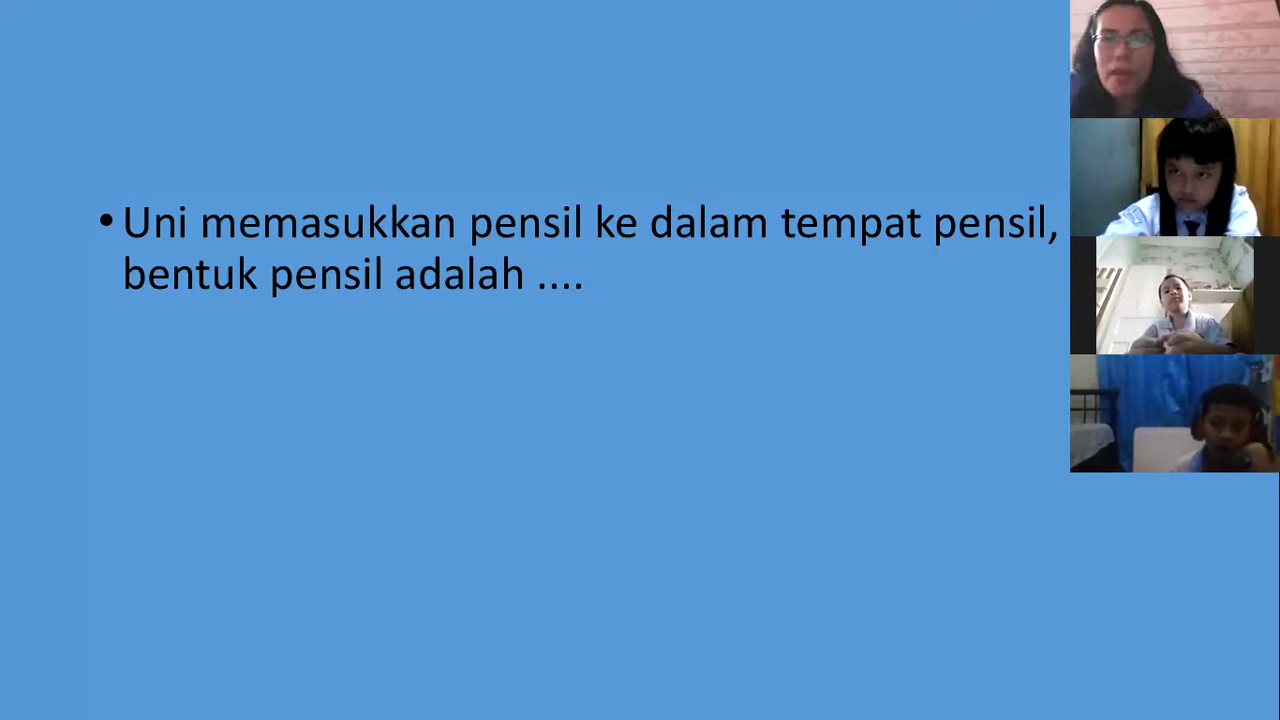 • Uni memasukkan pensil ke dalam tempat pensil,
bentuk pensil adalah ....